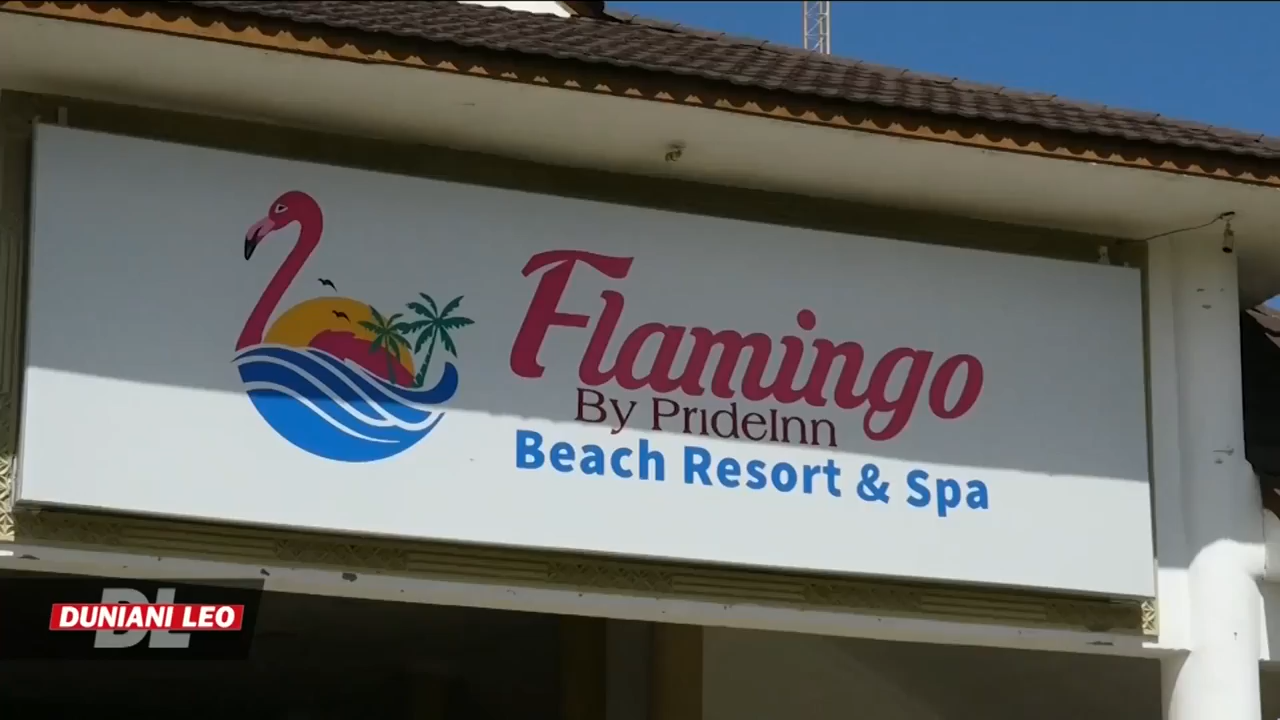 Flamingo
By PrideInn
Beach Resort & Spa
DL
DUNIANI LEO